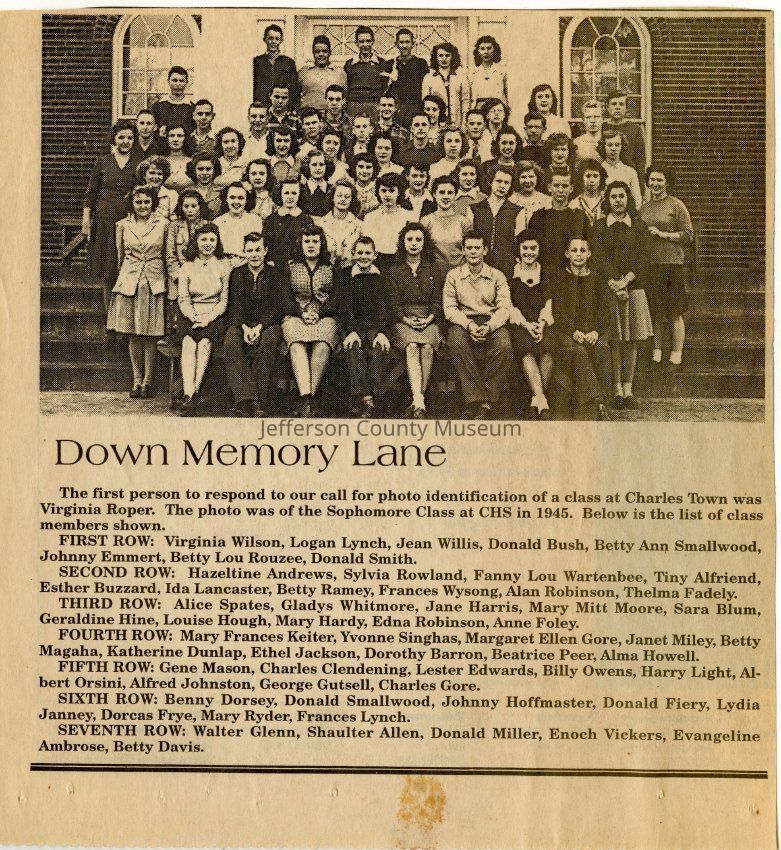 Jefferson County Museum
Down Memory Lane
The first person to respond to our call for photo identification of a class at Charles Town was
Virginia Roper. The photo was of the Sophomore Class at CHS in 1945. Below is the list of class
members shown.
FIRST ROW: Virginia Wilson, Logan Lynch, Jean Willis, Donald Bush, Betty Ann Smallwood,
Johnny Emmert, Betty Lou Rouzee, Donald Smith.
SECOND ROW: Hazeltine Andrews, Sylvia Rowland, Fanny Lou Wartenbee, Tiny Alfriend,
Esther Buzzard, Ida Lancaster, Betty Ramey, Frances Wysong, Alan Robinson, Thelma Fadely.
THIRD ROW: Alice Spates, Gladys Whitmore, Jane Harris, Mary Mitt Moore, Sara Blum,
Geraldine Hine, Louise Hough, Mary Hardy, Edna Robinson, Anne Foley.
FOURTH ROW: Mary Frances Keiter, Yvonne Singhas, Margaret Ellen Gore, Janet Miley, Betty
Magaha, Katherine Dunlap, Ethel Jackson, Dorothy Barron, Beatrice Peer, Alma Howell.
FIFTH ROW: Gene Mason, Charles Clendening, Lester Edwards, Billy Owens, Harry Light, Al-
bert Orsini, Alfred Johnston, George Gutsell, Charles Gore.
SIXTH ROW: Benny Dorsey, Donald Smallwood, Johnny Hoffmaster, Donald Fiery, Lydia
Janney, Dorcas Frye, Mary Ryder, Frances Lynch.
SEVENTH ROW: Walter Glenn, Shaulter Allen, Donald Miller, Enoch Vickers, Evangeline
Ambrose, Betty Davis.